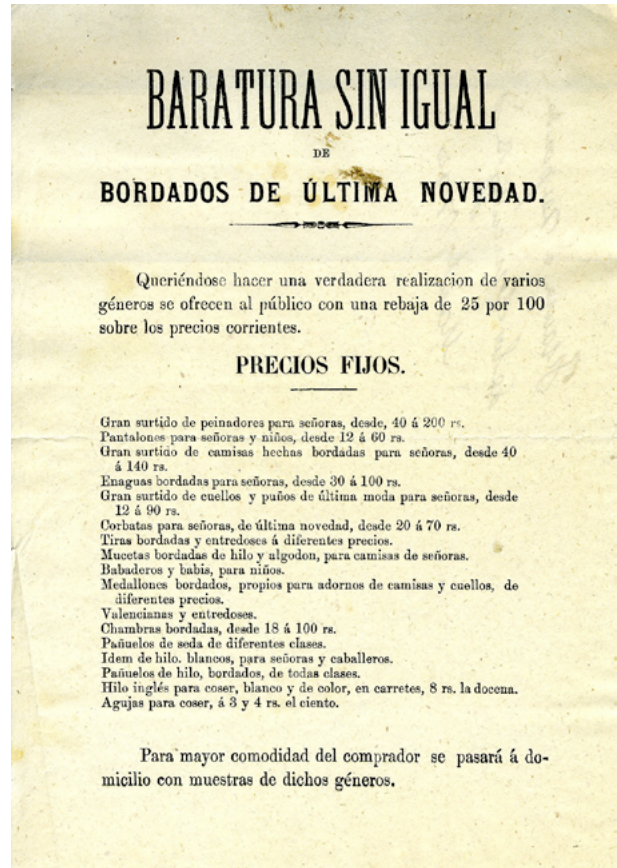 BARATURA SIN IGUAL
DE
BORDADOS DE ÚLTIMA NOVEDAD.
Queriéndose hacer una verdadera realizacion de varios
géneros se ofrecen al público con una rebaja de 25 por 100
sobre los precios corrientes.
PRECIOS FIJOS.
Gran surtido de peinadores para señoras, desde, 40 á 200 rs.
Pantalones para señoras y niños, desde 12 á 60 rs.
Gran surtido de camisas hechas bordadas para señoras, desde 40
á 140 rs.
Enaguas bordadas para señoras, desde 30 á 100 rs.
Gran surtido de cuellos y puños de última moda para señoras, desde
12 á 90 rs.
Corbatas para señoras, de última novedad, desde 20 á 70 rs.
Tiras bordadas y entredoses á diferentes precios.
Mucetas bordadas de hilo y algodon, para camisas de señoras.
Babaderos y babis, para niños.
Medallones bordados, propios para adornos de camisas y cuellos, de
diferentes precios.
Valencianas y entredoses.
Chambras bordadas, desde 18 á 100 rs.
Pañuelos de seda de diferentes clases.
Idem de hilo. blancos, para señoras y caballeros.
Pañuelos de hilo, bordados, de todas clases.
Hilo inglés para coser, blanco y de color, en carretes, 8 rs. la docena.
Agujas para coser, á 3 y 4 rs. el ciento.
Para mayor comodidad del comprador se pasará á do-
micilio con muestras de dichos géneros.